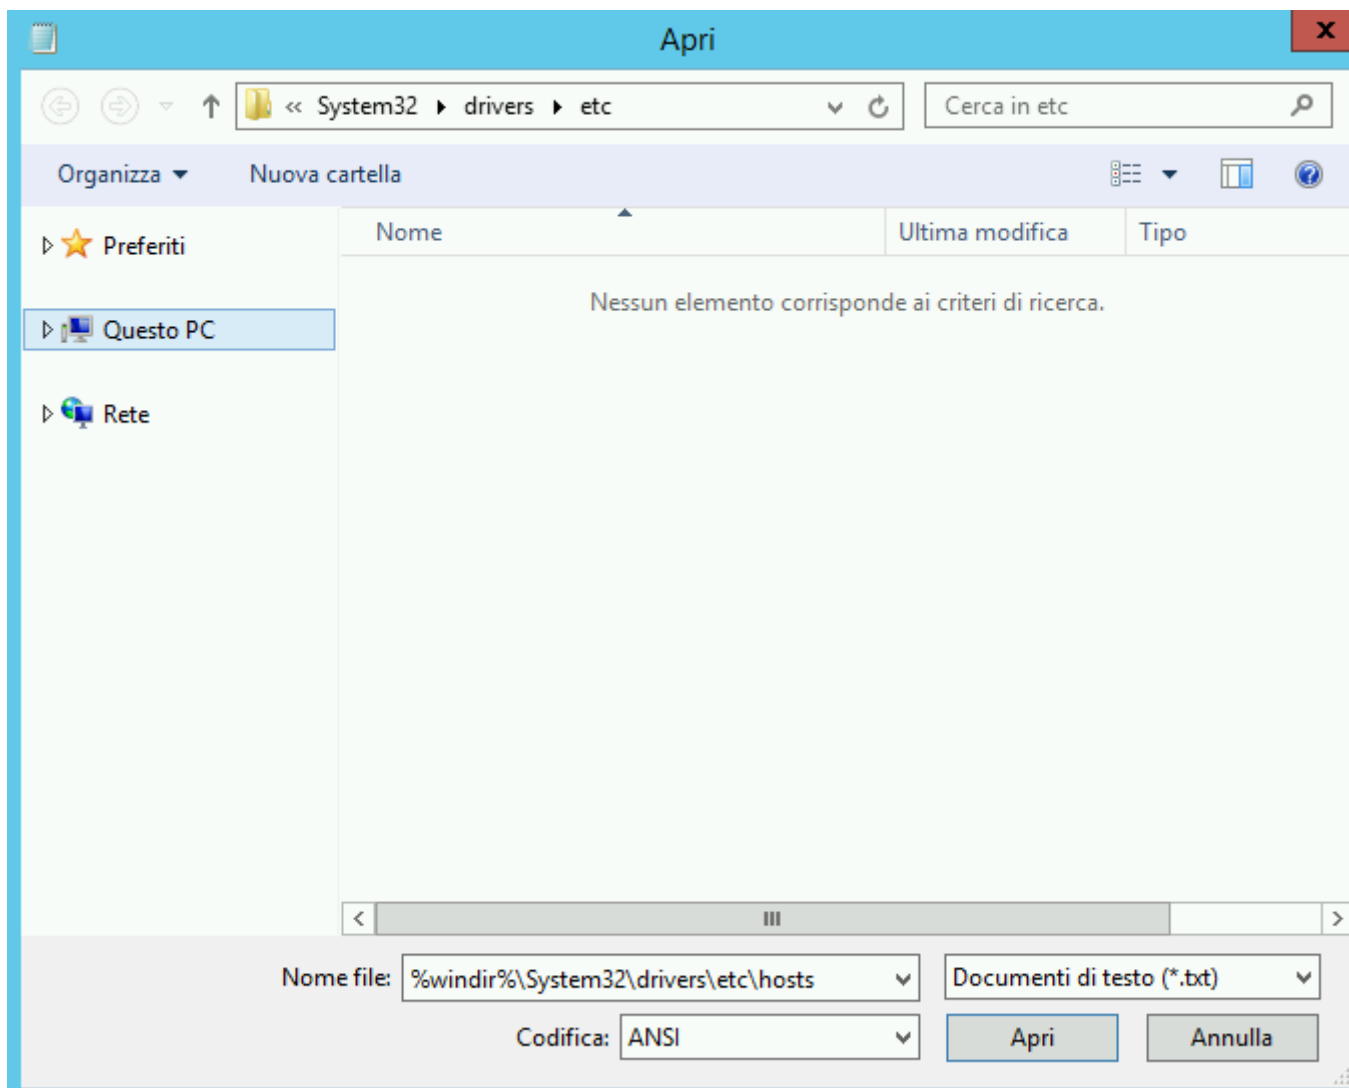 Apri
« System32 drivers etc
Cerca in etc
Organizza Nuova cartella
Nome Ultima modifica Tipo
Preferiti
Nessun elemento corrisponde ai criteri di ricerca.
Questo PC
Rete
Nome file: %windir%\System32\drivers\etc\hosts Documenti di testo (*.txt)
Codifica: ANSI Apri Annulla